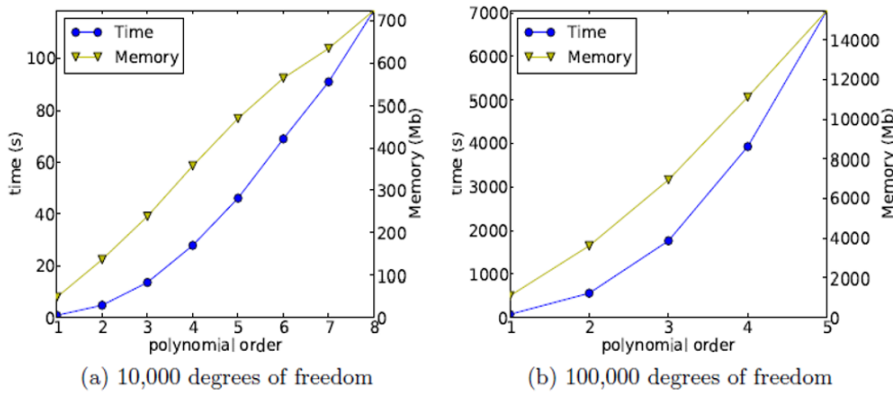 Time
Memory
120
100
80
60
40
20
0
time (s)
700
600
500
400
300
200
100
0
Memory (Mb)
1 2 3 4 5 6 7 8
polynomial order
(a) 10,000 degrees of freedom
Time
Memory
7000
6000
5000
4000
3000
2000
1000
0
time (s)
14000
12000
10000
8000
6000
4000
2000
0
Memory (Mb)
1 2 3 4 5
polynomial order
(b) 100,000 degrees of freedom